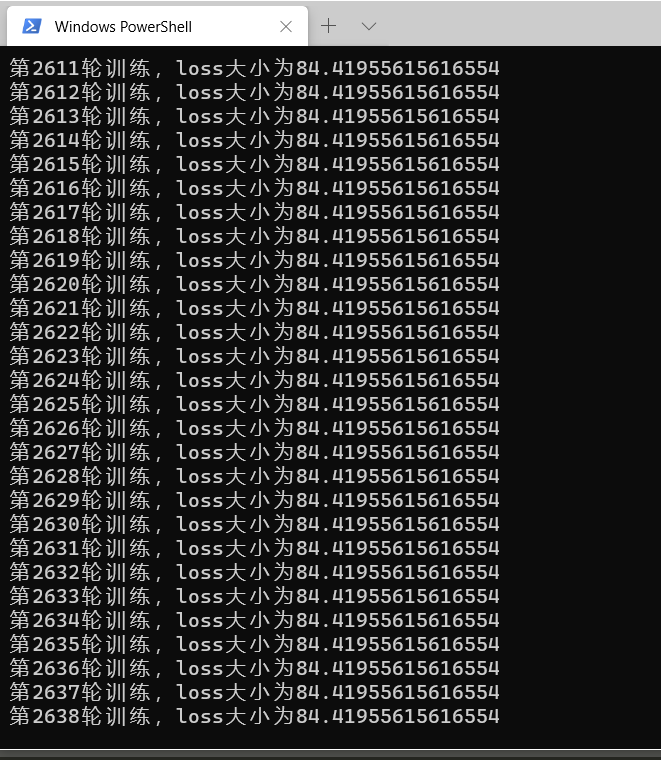 Windows PowerShell
第2611轮训练，loss大小为84.41955615616554
第2612轮训练，loss大小为84.41955615616554
第2613轮训练，loss大小为84.41955615616554
第2614轮训练，loss大小为84.41955615616554
第2615轮训练，loss大小为84.41955615616554
第2616轮训练，loss大小为84.41955615616554
第2617轮训练，loss大小为84.41955615616554
第2618轮训练，loss大小为84.41955615616554
第2619轮训练，loss大小为84.41955615616554
第2620轮训练，loss大小为84.41955615616554
第2621轮训练，loss大小为84.41955615616554
第2622轮训练，loss大小为84.41955615616554
第2623轮训练，loss大小为84.41955615616554
第2624轮训练，loss大小为84.41955615616554
第2625轮训练，loss大小为84.41955615616554
第2626轮训练，loss大小为84.41955615616554
第2627轮训练，loss大小为84.41955615616554
第2628轮训练，loss大小为84.41955615616554
第2629轮训练，loss大小为84.41955615616554
第2630轮训练，loss大小为84.41955615616554
第2631轮训练，loss大小为84.41955615616554
第2632轮训练，loss大小为84.41955615616554
第2633轮训练，loss大小为84.41955615616554
第2634轮训练，loss大小为84.41955615616554
第2635轮训练，loss大小为84.41955615616554
第2636轮训练，loss大小为84.41955615616554
第2637轮训练，loss大小为84.41955615616554
第2638轮训练，loss大小为84.41955615616554